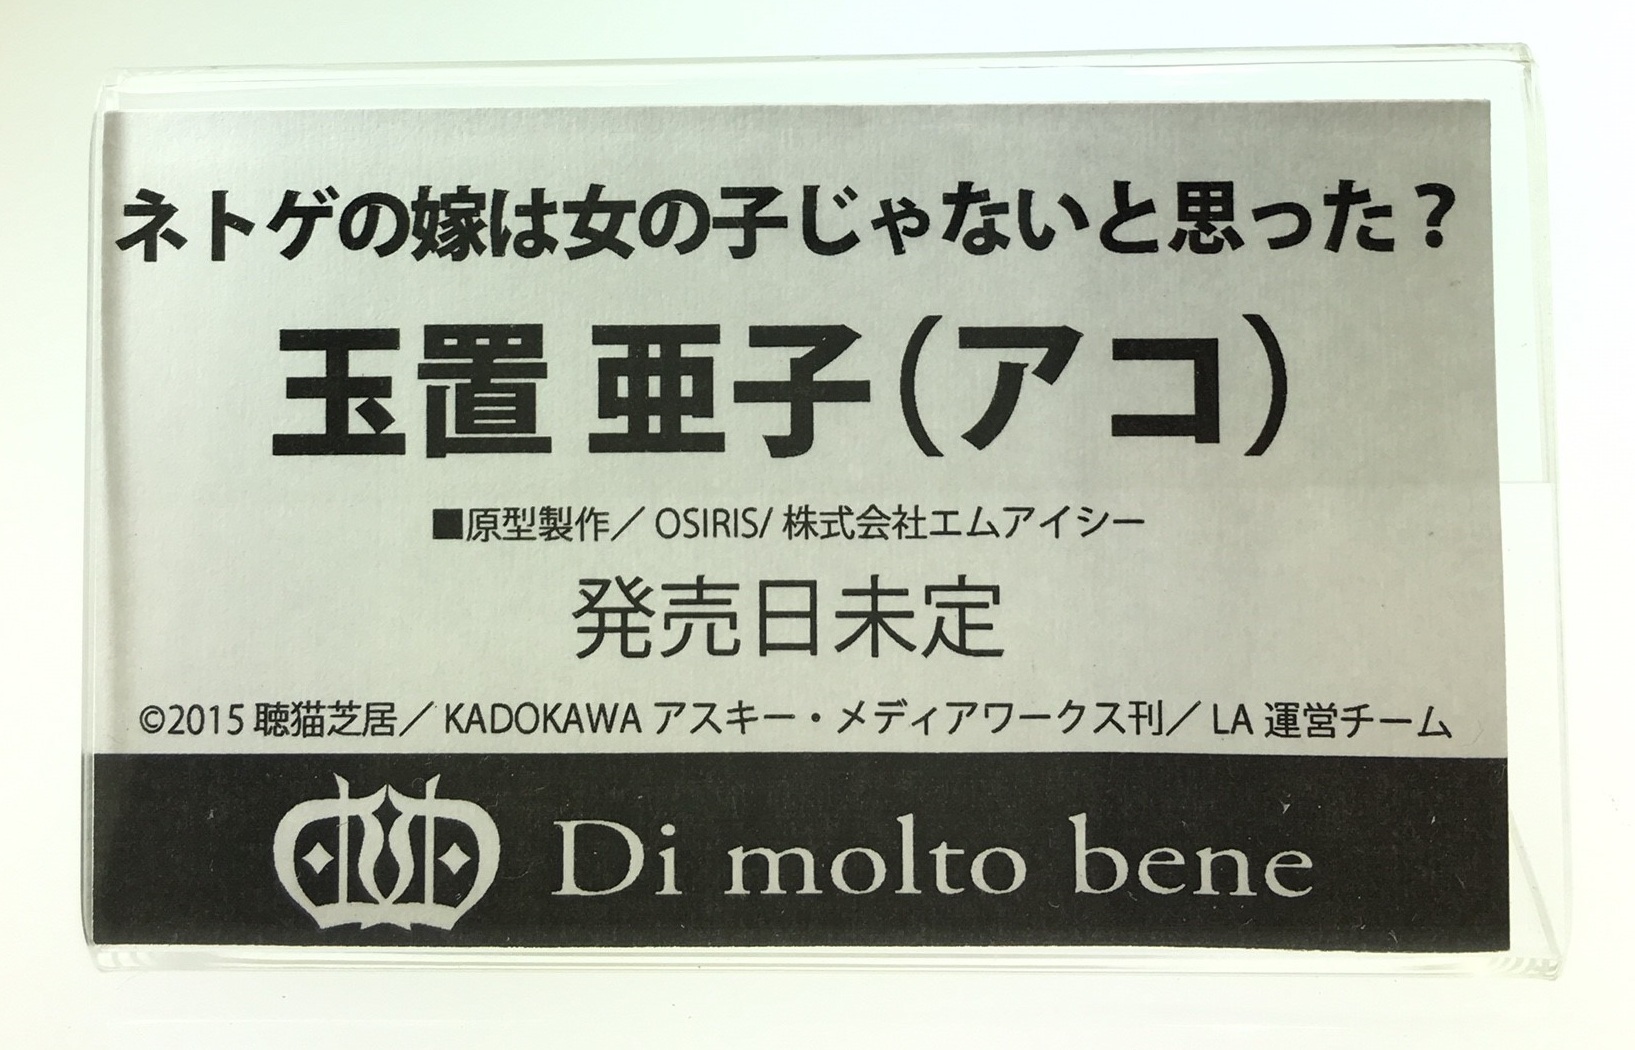 ネトゲの嫁は女の子じゃないと思った？
玉置 亜子（アコ）
■原型製作／ OSIRIS/ 株式会社エムアイシー
発売日未定
©2015 聴猫芝居／ KADOKAWA アスキー・メディアワークス刊／ LA 運営チーム
Di molto bene